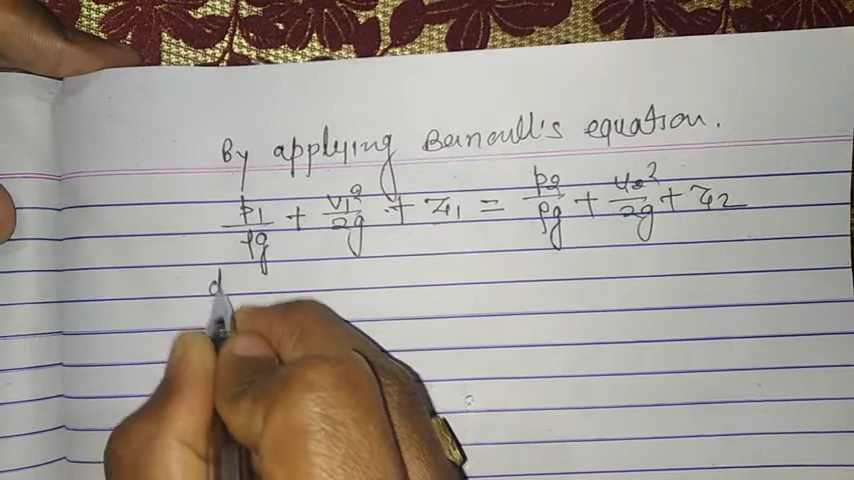 By applying Bernoulli's equation.
p1/ρg + v1²/2g + z1 = p2/ρg + v2²/2g + z2